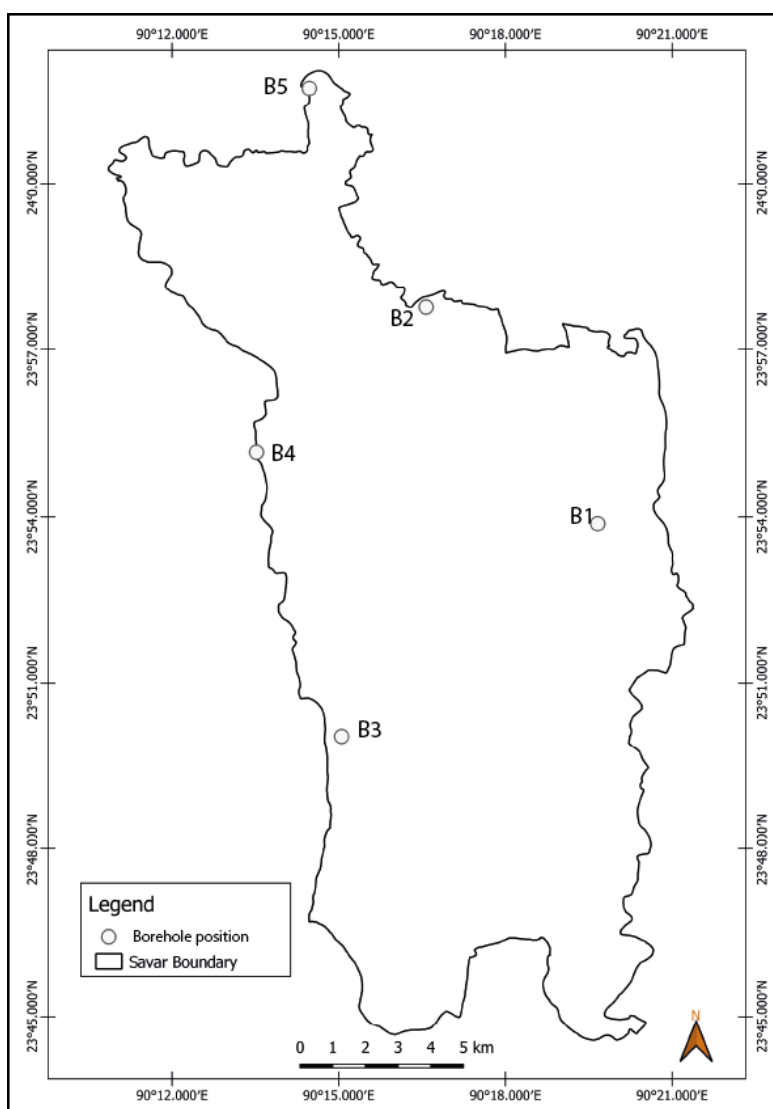 90°12.000'E 90°15.000'E 90°18.000'E 90°21.000'E
B5
24°0.000'N 24°0.000'N
B2
23°57.000'N 23°57.000'N
B4
23°54.000'N 23°54.000'N
B1
23°51.000'N 23°51.000'N
B3
23°48.000'N 23°48.000'N
Legend
Borehole position
Savar Boundary
N
23°45.000'N 23°45.000'N
0 1 2 3 4 5 km
90°12.000'E 90°15.000'E 90°18.000'E 90°21.000'E